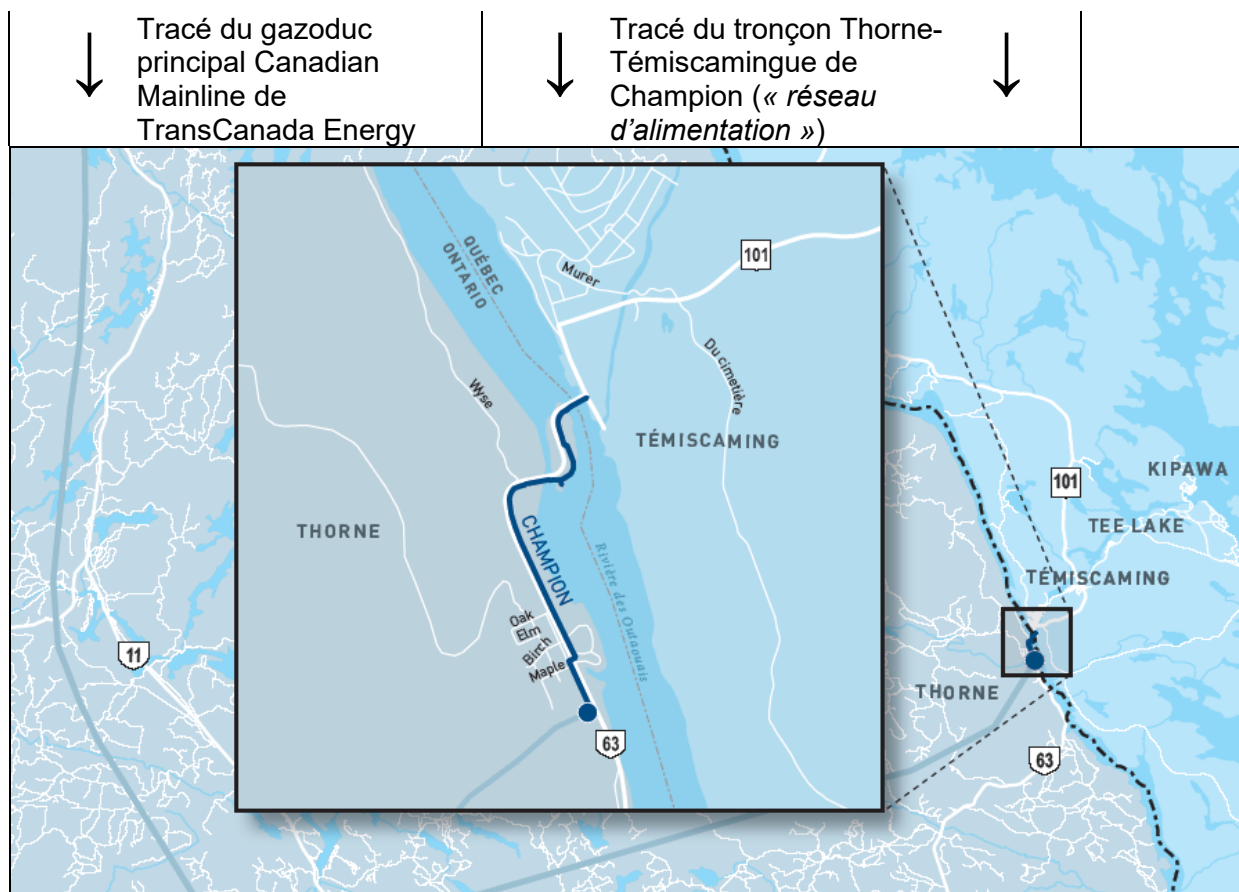 ↓ Tracé du gazoduc
principal Canadian
Mainline de
TransCanada Energy
↓ Tracé du tronçon Thorne- ↓
Témiscamingue de
Champion (« réseau
d’alimentation »)
QUÉBEC
ONTARIO
101
Murer
Du cimetière
Wyse
TÉMISCAMING
THORNE
CHAMPION
Rivière des Outaouais
Oak
Elm
Birch
Maple
63
11
KIPAWA
101
TEE LAKE
TÉMISCAMING
THORNE
63